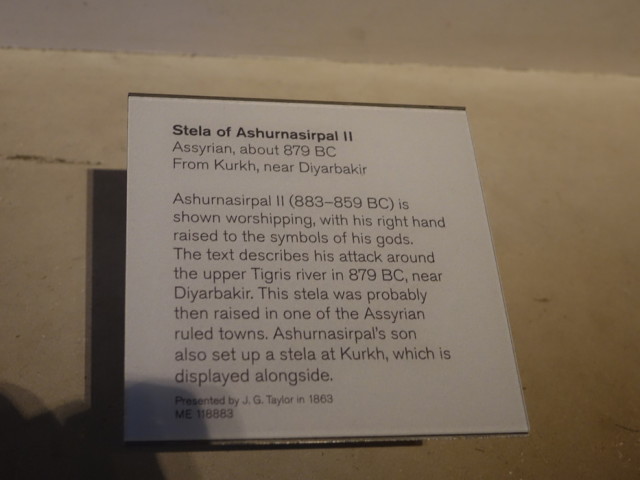 Stela of Ashurnasirpal II
Assyrian, about 879 BC
From Kurkh, near Diyarbakir
Ashurnasirpal II (883–859 BC) is
shown worshipping, with his right hand
raised to the symbols of his gods.
The text describes his attack around
the upper Tigris river in 879 BC, near
Diyarbakir. This stela was probably
then raised in one of the Assyrian
ruled towns. Ashurnasirpal's son
also set up a stela at Kurkh, which is
displayed alongside.
Presented by J. G. Taylor in 1863
ME 118883